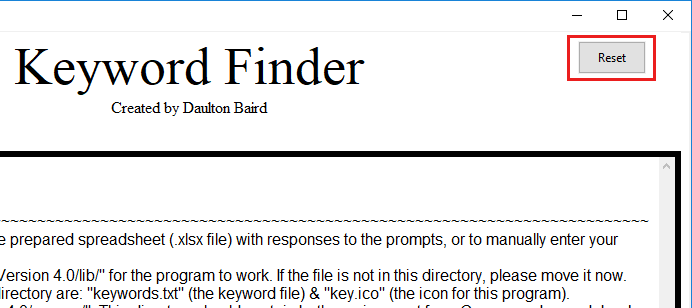 Keyword Finder
Reset
Created by Daulton Baird
~~~~~~~~~~~~~~~~~~~~~~~~~~~~~~~~~~~~~~~~~~~~~~~~~~~~~~~~~~~~~~~~~~~~~~~~
e prepared spreadsheet (.xlsx file) with responses to the prompts, or to manually enter your
Version 4.0/lib/" for the program to work. If the file is not in this directory, please move it now.
directory are: "keywords.txt" (the keyword file) & "key.ico" (the icon for this program).